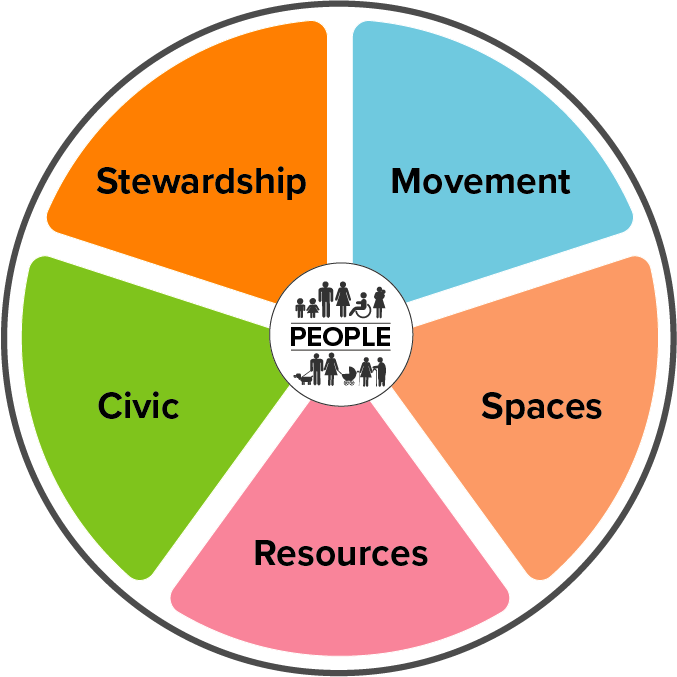 Stewardship
Movement
PEOPLE
Civic
Spaces
Resources